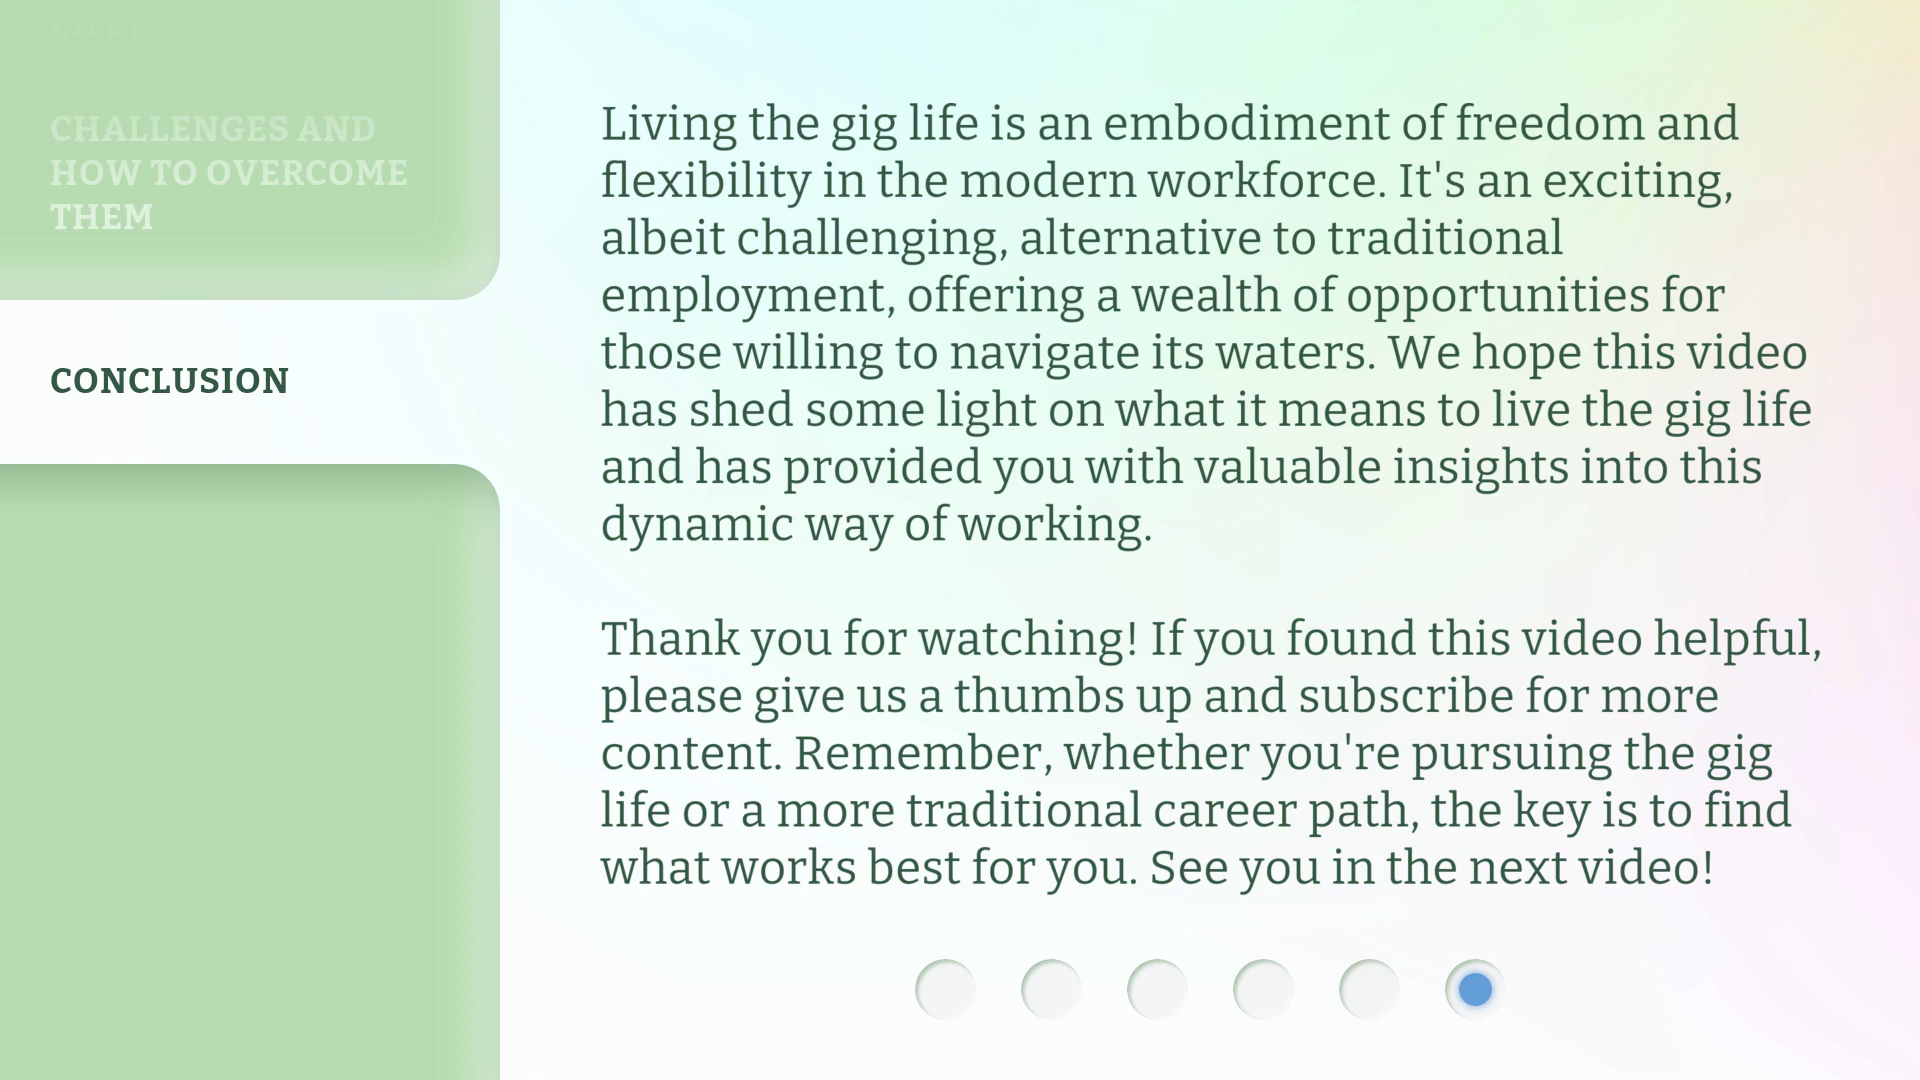 CHALLENGES AND
HOW TO OVERCOME
THEM
CONCLUSION
Living the gig life is an embodiment of freedom and
flexibility in the modern workforce. It's an exciting,
albeit challenging, alternative to traditional
employment, offering a wealth of opportunities for
those willing to navigate its waters. We hope this video
has shed some light on what it means to live the gig life
and has provided you with valuable insights into this
dynamic way of working.
Thank you for watching! If you found this video helpful,
please give us a thumbs up and subscribe for more
content. Remember, whether you're pursuing the gig
life or a more traditional career path, the key is to find
what works best for you. See you in the next video!